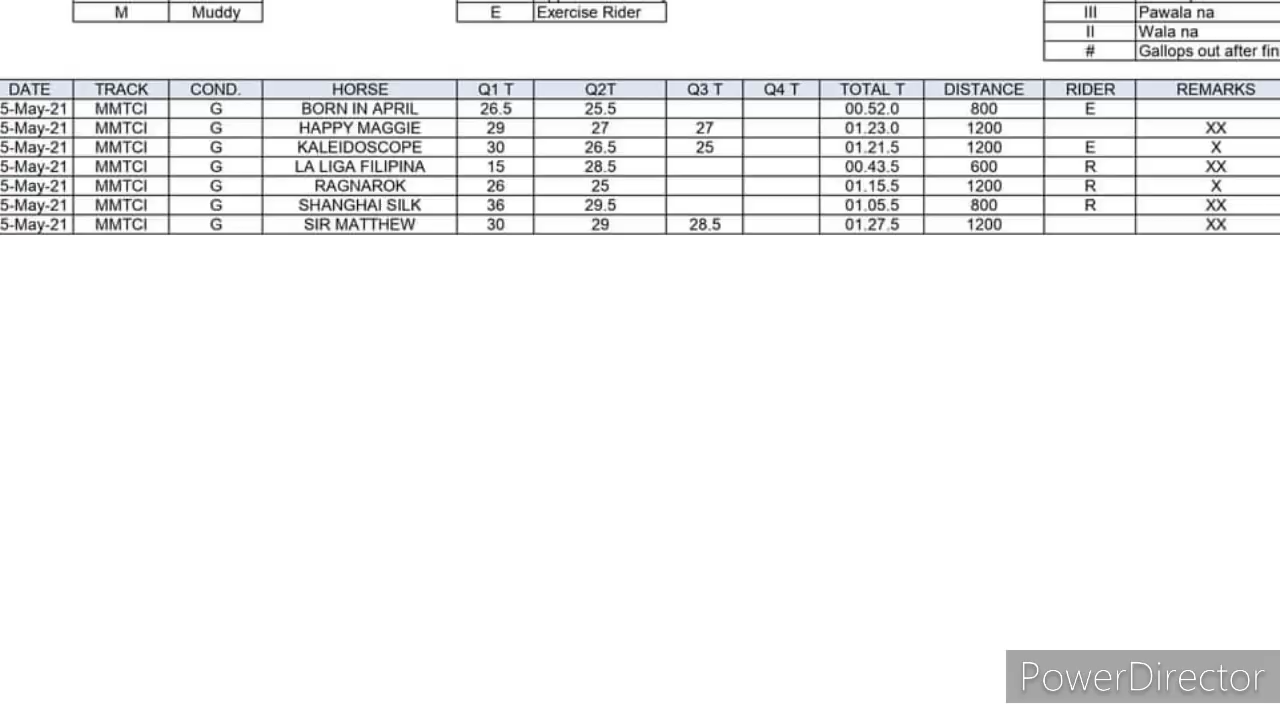 M Muddy E Exercise Rider III Pawala na
II Wala na
# Gallops out after fin
DATE TRACK COND. HORSE Q1 T Q2T Q3 T Q4 T TOTAL T DISTANCE RIDER REMARKS
5-May-21 MMTCI G BORN IN APRIL 26.5 25.5 00.52.0 800 E
5-May-21 MMTCI G HAPPY MAGGIE 29 27 27 01.23.0 1200 XX
5-May-21 MMTCI G KALEIDOSCOPE 30 26.5 25 01.21.5 1200 E X
5-May-21 MMTCI G LA LIGA FILIPINA 15 28.5 00.43.5 600 R XX
5-May-21 MMTCI G RAGNAROK 26 25 01.15.5 1200 R X
5-May-21 MMTCI G SHANGHAI SILK 36 29.5 01.05.5 800 R XX
5-May-21 MMTCI G SIR MATTHEW 30 29 28.5 01.27.5 1200 XX
PowerDirector